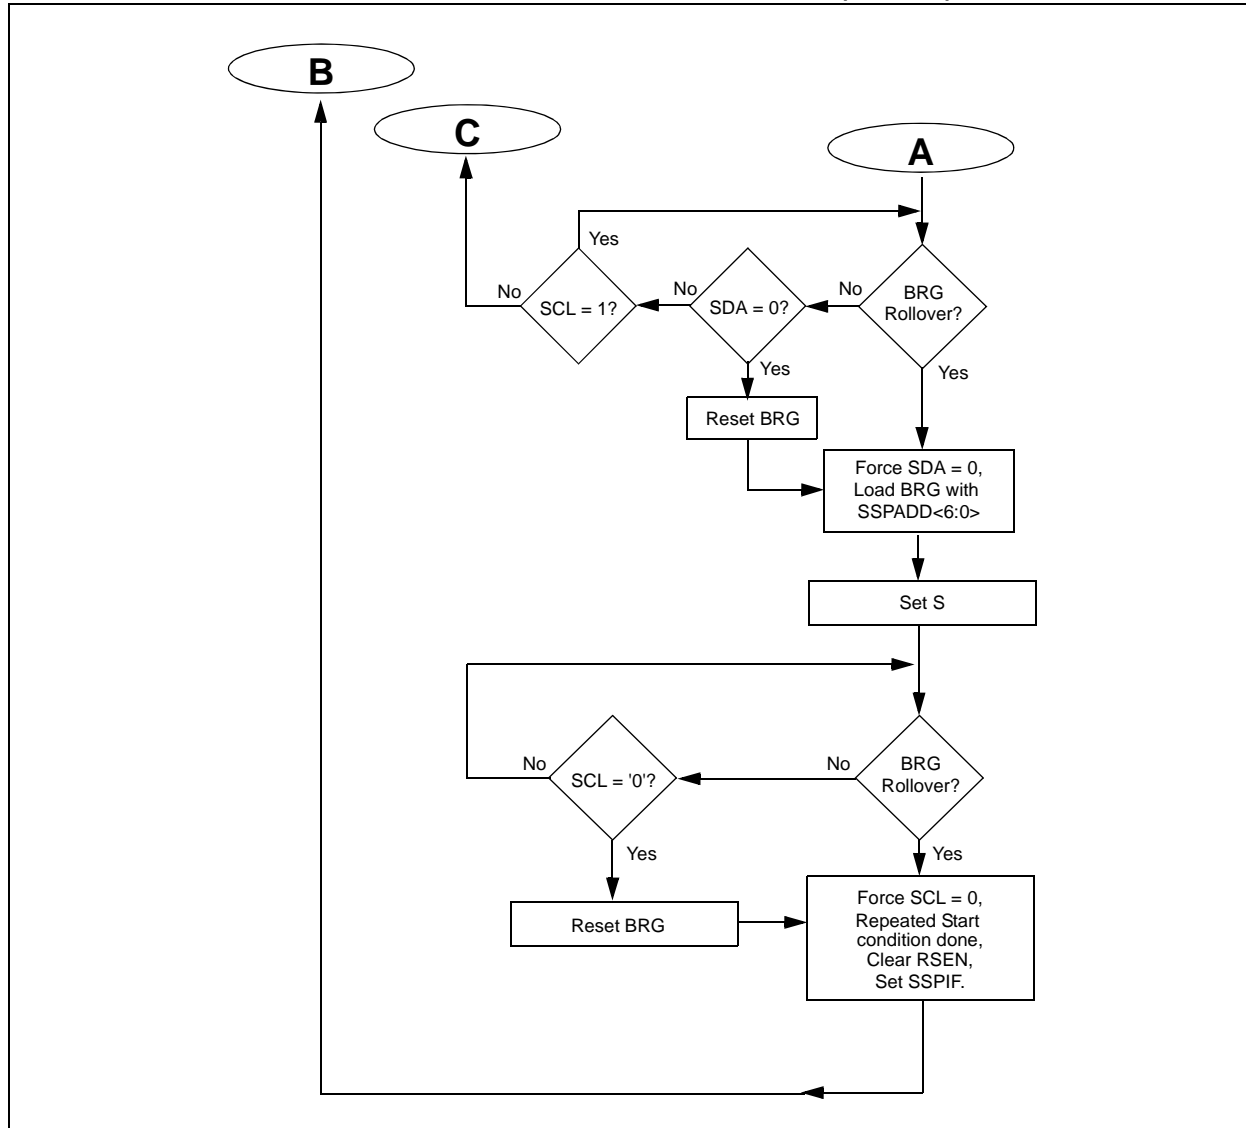 B
C
A
Yes
No
SCL = 1?
No
SDA = 0?
No
BRG
Rollover?
Yes
Yes
Reset BRG
Force SDA = 0,
Load BRG with
SSPADD<6:0>
Set S
No
SCL = '0'?
No
BRG
Rollover?
Yes
Yes
Reset BRG
Force SCL = 0,
Repeated Start
condition done,
Clear RSEN,
Set SSPIF.